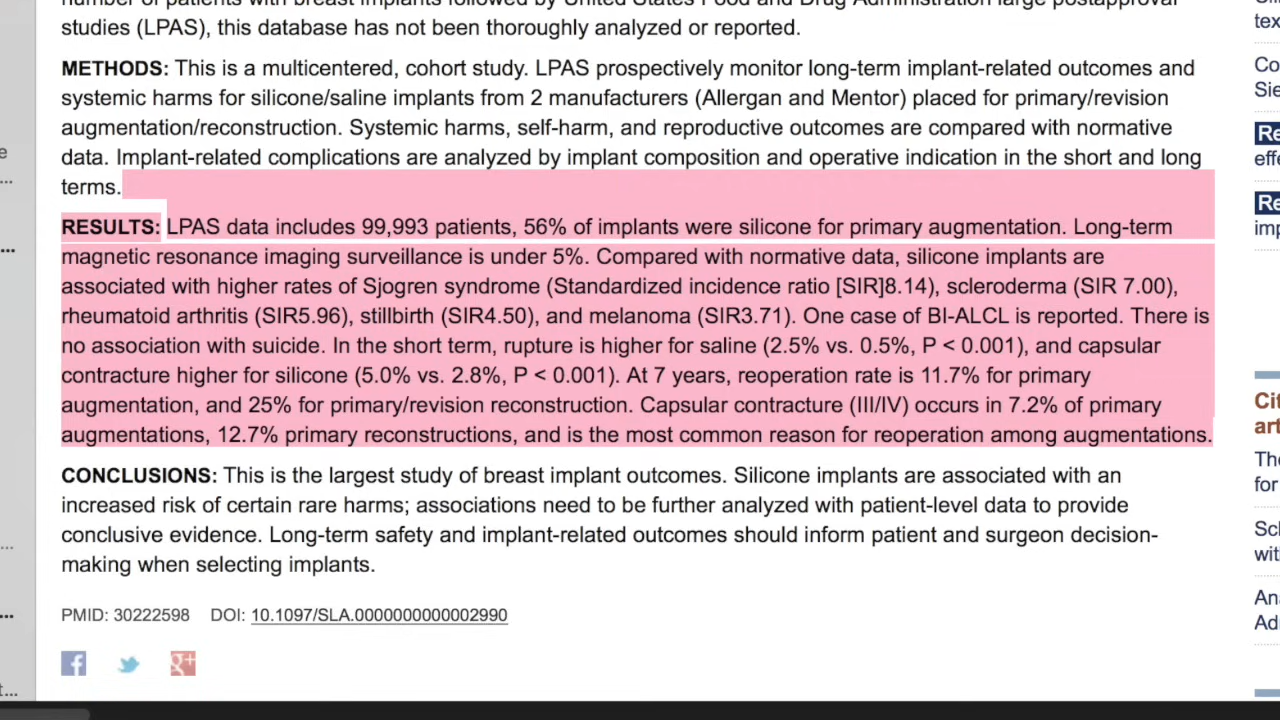 number of patients with breast implants followed by United States Food and Drug Administration large postapproval
studies (LPAS), this database has not been thoroughly analyzed or reported.
METHODS: This is a multicentered, cohort study. LPAS prospectively monitor long-term implant-related outcomes and
systemic harms for silicone/saline implants from 2 manufacturers (Allergan and Mentor) placed for primary/revision
augmentation/reconstruction. Systemic harms, self-harm, and reproductive outcomes are compared with normative
data. Implant-related complications are analyzed by implant composition and operative indication in the short and long
terms.
RESULTS: LPAS data includes 99,993 patients, 56% of implants were silicone for primary augmentation. Long-term
magnetic resonance imaging surveillance is under 5%. Compared with normative data, silicone implants are
associated with higher rates of Sjogren syndrome (Standardized incidence ratio [SIR]8.14), scleroderma (SIR 7.00),
rheumatoid arthritis (SIR5.96), stillbirth (SIR4.50), and melanoma (SIR3.71). One case of BI-ALCL is reported. There is
no association with suicide. In the short term, rupture is higher for saline (2.5% vs. 0.5%, P < 0.001), and capsular
contracture higher for silicone (5.0% vs. 2.8%, P < 0.001). At 7 years, reoperation rate is 11.7% for primary
augmentation, and 25% for primary/revision reconstruction. Capsular contracture (III/IV) occurs in 7.2% of primary
augmentations, 12.7% primary reconstructions, and is the most common reason for reoperation among augmentations.
CONCLUSIONS: This is the largest study of breast implant outcomes. Silicone implants are associated with an
increased risk of certain rare harms; associations need to be further analyzed with patient-level data to provide
conclusive evidence. Long-term safety and implant-related outcomes should inform patient and surgeon decision-
making when selecting implants.
PMID: 30222598 DOI: 10.1097/SLA.0000000000002990
f g+
tex
Co
Sie
Re
effe
Re
imp
Cit
art
The
for
Scl
with
Ana
Adr